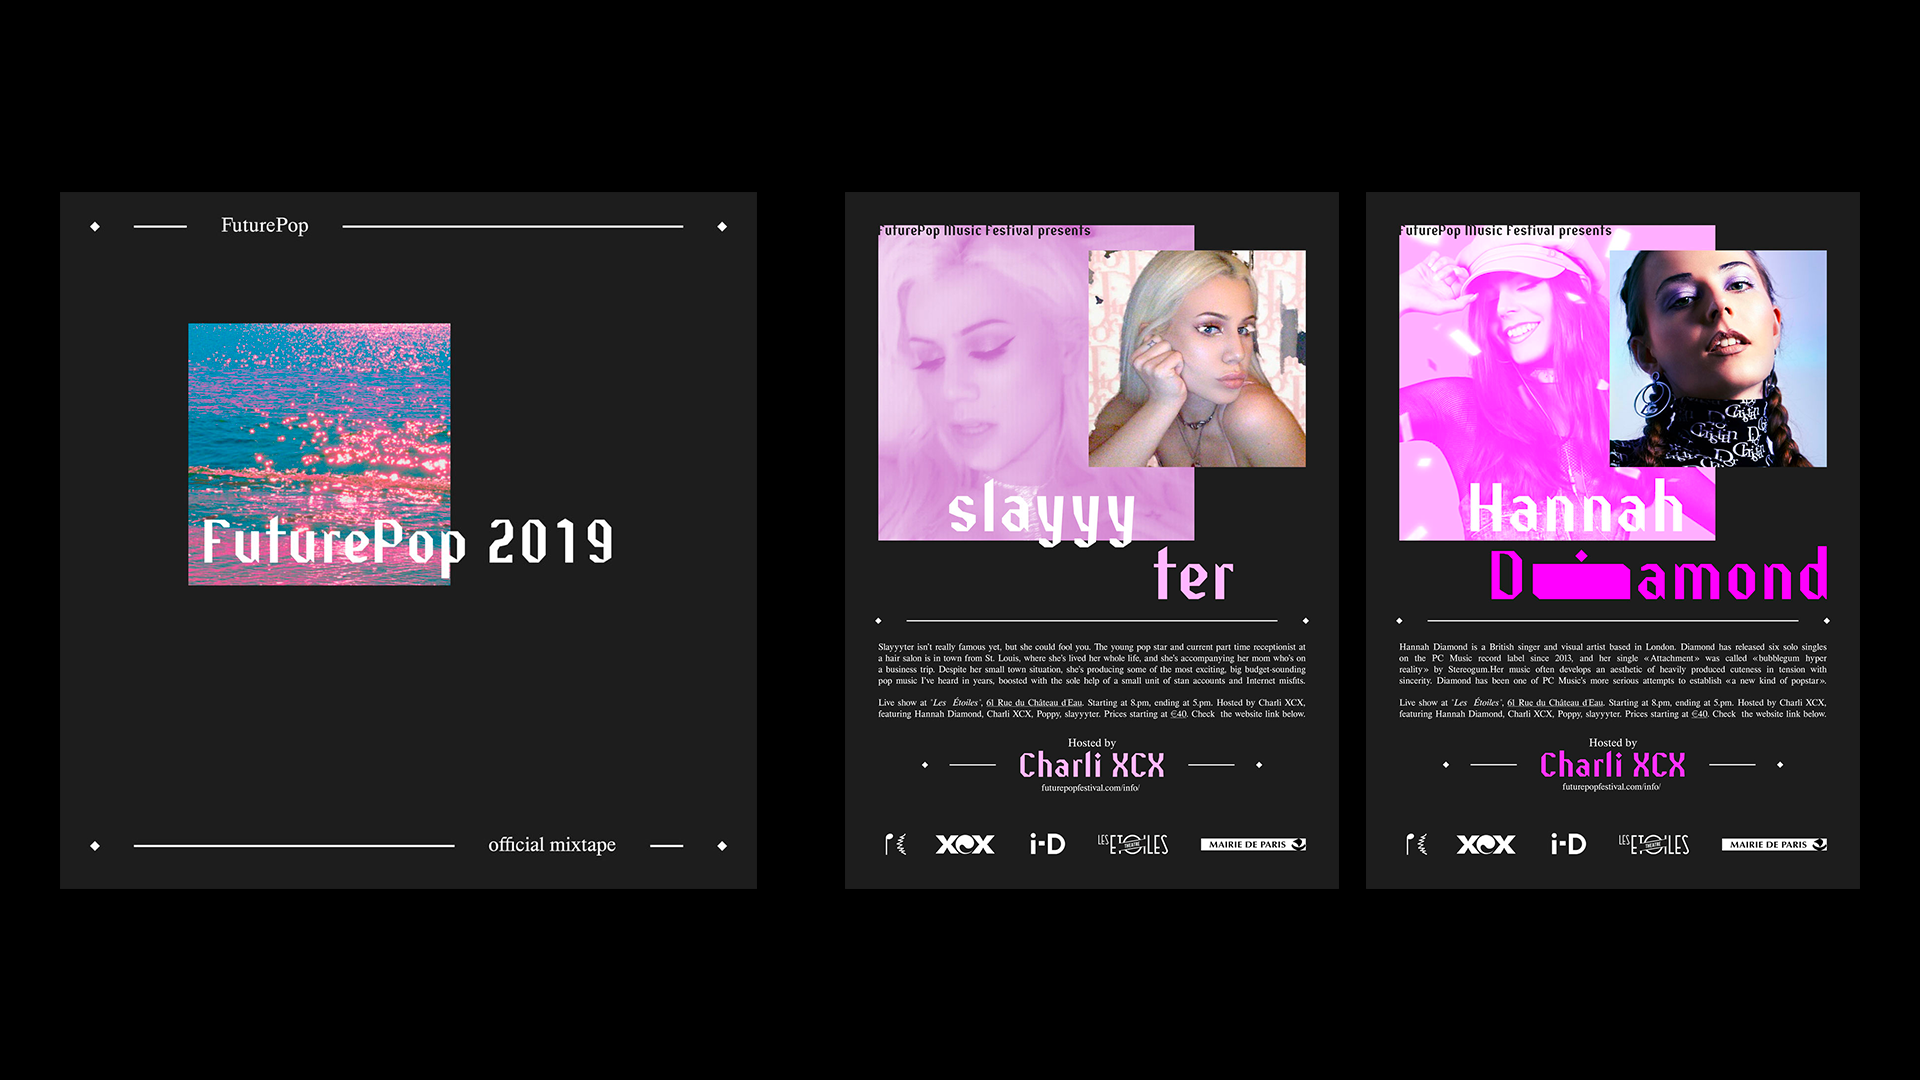 FuturePop
FuturePop 2019
official mixtape
FuturePop Music Festival presents
slayyy
ter
Slayyyter isn't really famous yet, but she could fool you. The young pop star and current part time receptionist at
a hair salon is in town from St. Louis, where she's lived her whole life, and she's accompanying her mom who's on
a business trip. Despite her small town situation, she's producing some of the most exciting, big budget-sounding
pop music I've heard in years, boosted with the sole help of a small unit of stan accounts and Internet misfits.
Live show at "Les Étoiles", 61 Rue du Château d'Eau. Starting at 8.pm, ending at 5.pm. Hosted by Charli XCX,
featuring Hannah Diamond, Charli XCX, Poppy, slayyyter. Prices starting at €40. Check the website link below.
Hosted by
Charli XCX
futurepopfestival.com/info/
XCX
i-D
LES ETOILES
THEATRE
MAIRIE DE PARIS
FuturePop Music Festival presents
Hannah
Diamond
Hannah Diamond is a British singer and visual artist based in London. Diamond has released six solo singles
on the PC Music record label since 2013, and her single «Attachment» was called «bubblegum hyper
reality» by Stereogum.Her music often develops an aesthetic of heavily produced cuteness in tension with
sincerity. Diamond has been one of PC Music's more serious attempts to establish «a new kind of popstar».
Live show at "Les Étoiles", 61 Rue du Château d'Eau. Starting at 8.pm, ending at 5.pm. Hosted by Charli XCX,
featuring Hannah Diamond, Charli XCX, Poppy, slayyyter. Prices starting at €40. Check the website link below.
Hosted by
Charli XCX
futurepopfestival.com/info/
XCX
i-D
LES ETOILES
THEATRE
MAIRIE DE PARIS